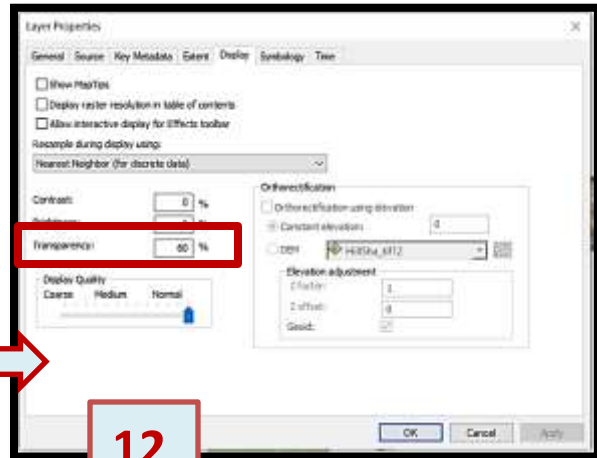 Layer Properties
General Source Key Metadata Extent Display Symbology Time
Show MapTips
Display raster resolution in table of contents
Allow interactive display for Effects toolbar
Resample during display using:
Nearest Neighbor (for discrete data)
Contrast: 0 %
Transparency: 60 %
Display Quality
Coarse Medium Normal
Orthorectification
Orthorectification using elevation
Constant elevation: 0
DEM
Elevation adjustment
Z factor: 1
Z offset: 0
Geoid:
OK Cancel Apply
12